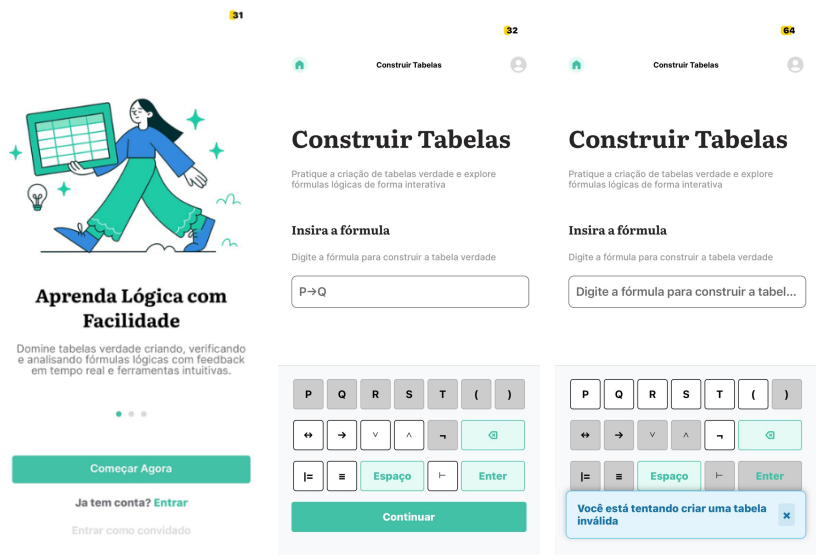 31
Aprenda Lógica com
Facilidade
Domine tabelas verdade criando, verificando
e analisando fórmulas lógicas com feedback
em tempo real e ferramentas intuitivas.
Começar Agora
Ja tem conta? Entrar
Entrar como convidado
32
Construir Tabelas
Construir Tabelas
Pratique a criação de tabelas verdade e explore
fórmulas lógicas de forma interativa
Insira a fórmula
Digite a fórmula para construir a tabela verdade
P→Q
P Q R S T ( )
↔ → ∨ ∧ ¬
|= ≡ Espaço ⊢ Enter
Continuar
64
Construir Tabelas
Construir Tabelas
Pratique a criação de tabelas verdade e explore
fórmulas lógicas de forma interativa
Insira a fórmula
Digite a fórmula para construir a tabela verdade
Digite a fórmula para construir a tabel...
P Q R S T ( )
↔ → ∨ ∧ ¬
|= ≡ Espaço ⊢ Enter
Você está tentando criar uma tabela
inválida